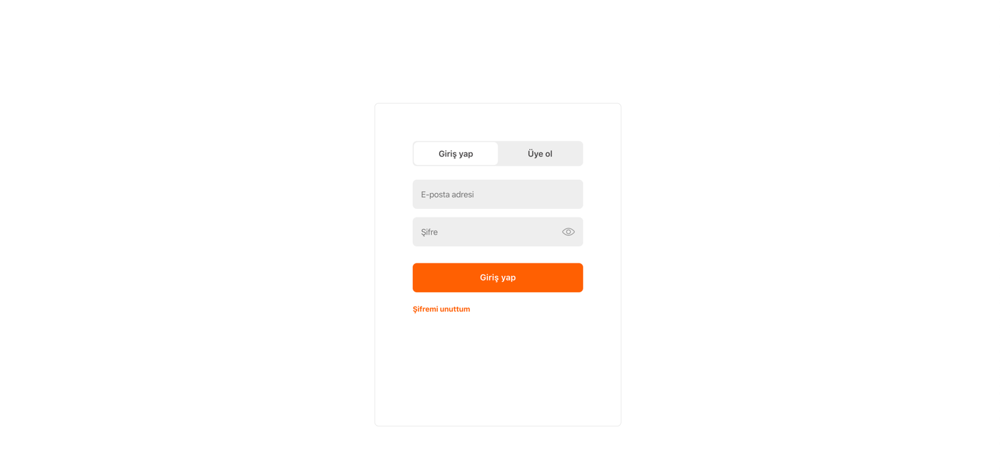 Giriş yap
Üye ol
E-posta adresi
Şifre
Giriş yap
Şifremi unuttum